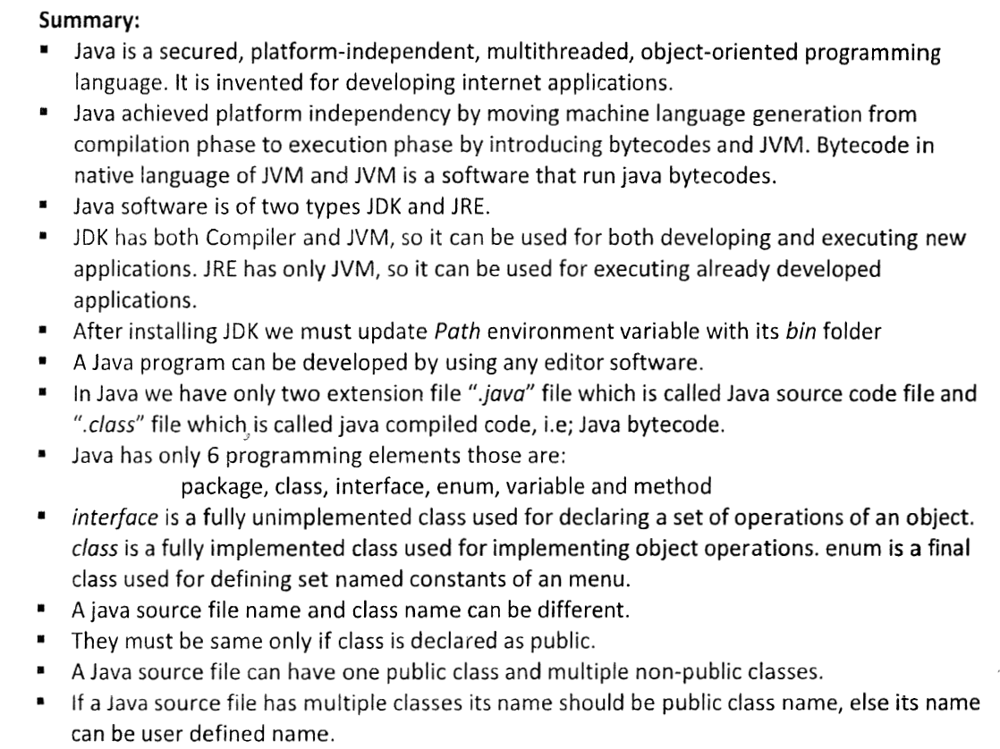 Summary:
▪ Java is a secured, platform-independent, multithreaded, object-oriented programming
language. It is invented for developing internet applications.
▪ Java achieved platform independency by moving machine language generation from
compilation phase to execution phase by introducing bytecodes and JVM. Bytecode in
native language of JVM and JVM is a software that run java bytecodes.
▪ Java software is of two types JDK and JRE.
▪ JDK has both Compiler and JVM, so it can be used for both developing and executing new
applications. JRE has only JVM, so it can be used for executing already developed
applications.
▪ After installing JDK we must update Path environment variable with its bin folder
▪ A Java program can be developed by using any editor software.
▪ In Java we have only two extension file “.java” file which is called Java source code file and
“.class” file which is called java compiled code, i.e; Java bytecode.
▪ Java has only 6 programming elements those are:
package, class, interface, enum, variable and method
▪ interface is a fully unimplemented class used for declaring a set of operations of an object.
class is a fully implemented class used for implementing object operations. enum is a final
class used for defining set named constants of an menu.
▪ A java source file name and class name can be different.
▪ They must be same only if class is declared as public.
▪ A Java source file can have one public class and multiple non-public classes.
▪ If a Java source file has multiple classes its name should be public class name, else its name
can be user defined name.